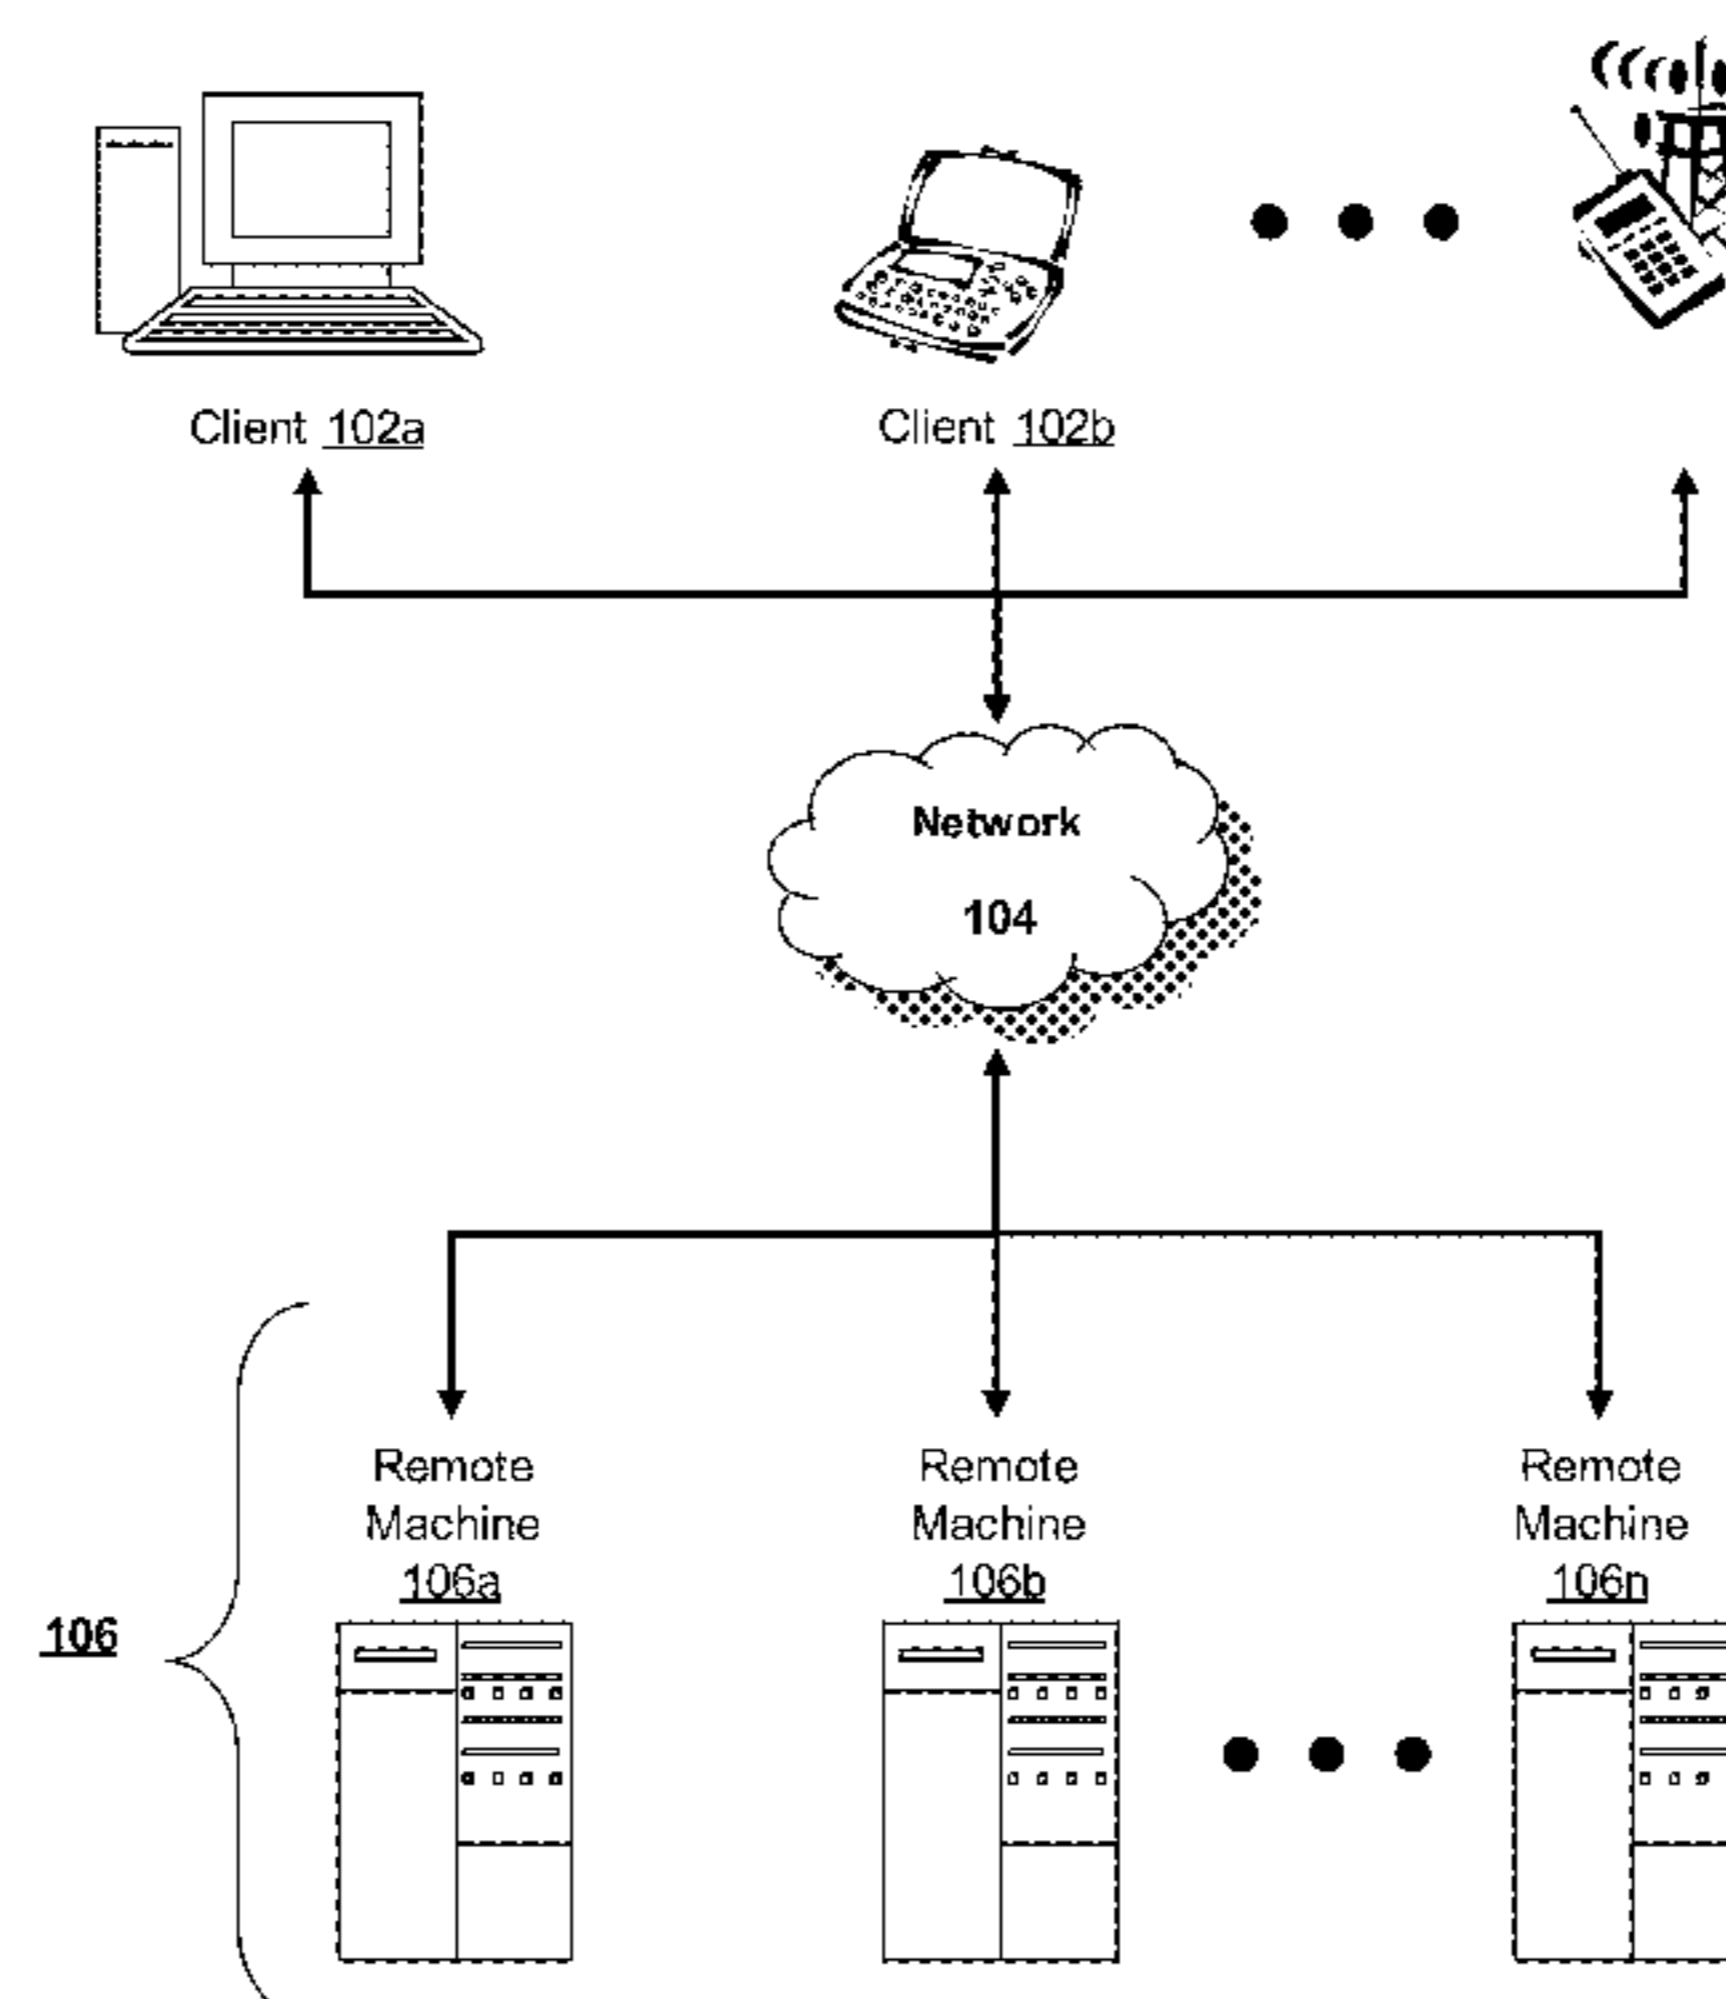 Client 102a
Client 102b
Network
104
Remote
Machine
106a
Remote
Machine
106b
Remote
Machine
106n
106